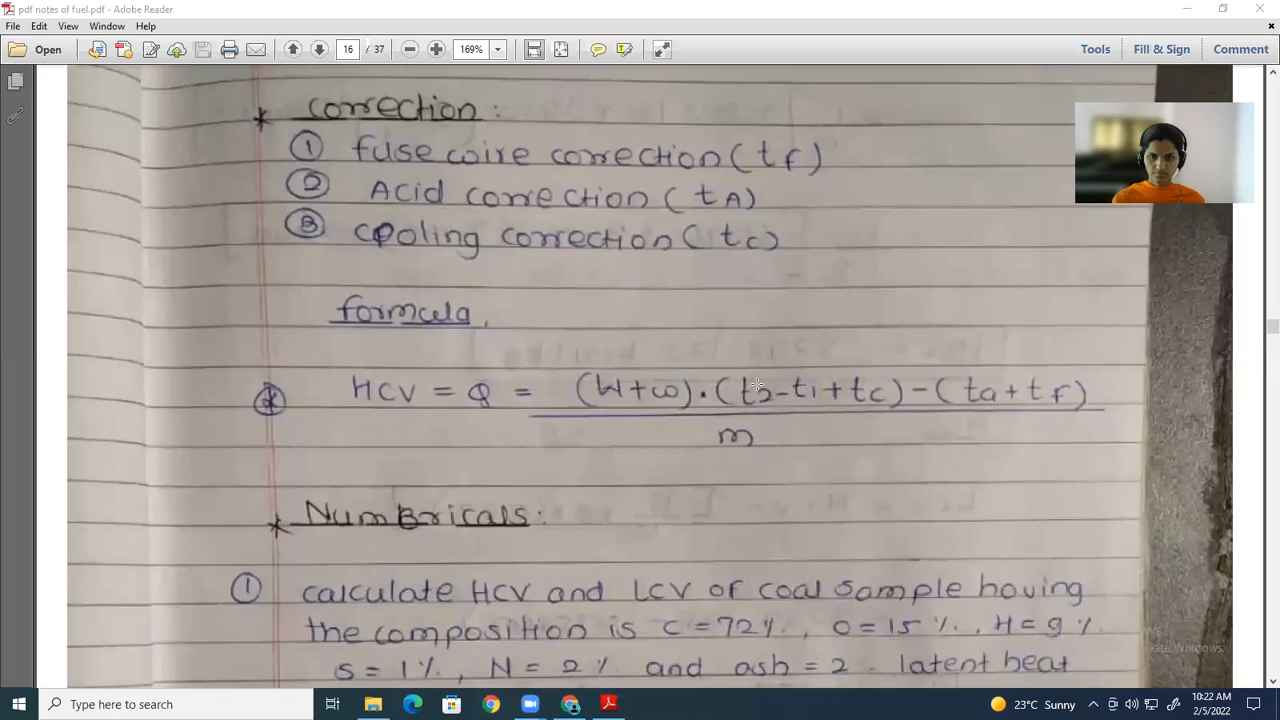 pdf notes of fuel.pdf - Adobe Reader
File Edit View Window Help
Open 16 / 37 169% Tools Fill & Sign Comment
* Correction:
① fuse wire correction (tf)
② Acid correction (tA)
③ cooling correction (tc)
formula,
HCV = Q = (W+w).(t2-t1+tc)-(ta+tf)
m
* Numericals:
① calculate HCV and LCV of coal sample having
the composition is C=72%, O=15%, H=9%
S=1%, N=2% and ash=2. latent heat
ate Windows.
Type here to search
23°C Sunny 10:22 AM
2/5/2022